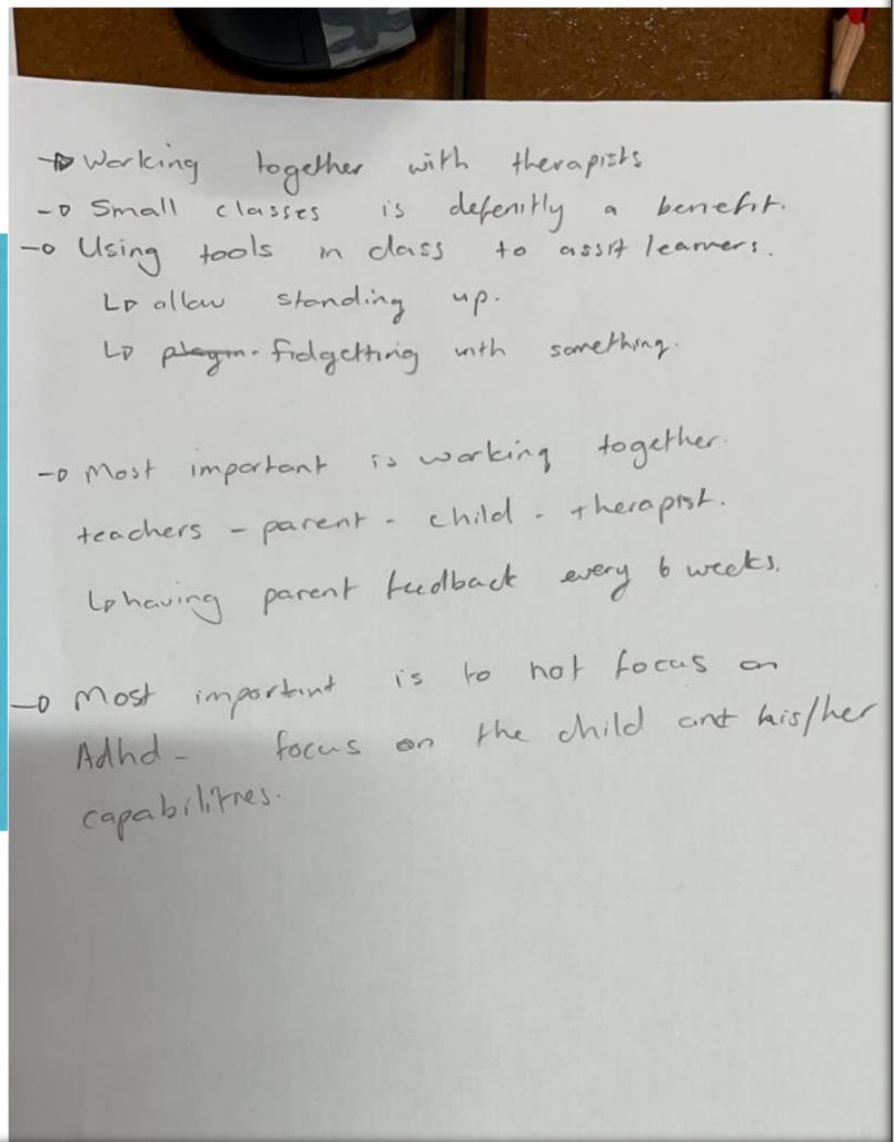 → Working together with therapists
→ Small classes is defenitly a benefit.
→ Using tools in class to assit learners.
↳ allow standing up.
↳ fidgetting with something.
→ Most important is working together.
teachers - parent - child - therapist.
↳ having parent feedback every 6 weeks.
→ Most important is to not focus on
Adhd - focus on the child and his/her
capabilities.